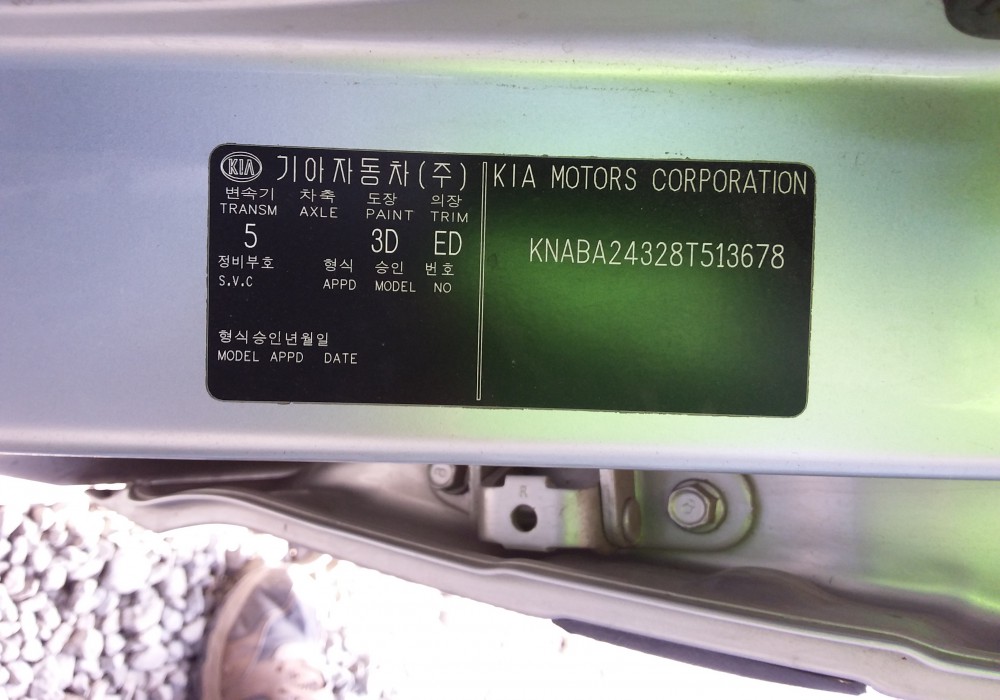 KIA 기아자동차(주) KIA MOTORS CORPORATION
변속기 차축 도장 의장
TRANSM AXLE PAINT TRIM
5 3D ED
KNABA24328T513678
정비부호 형식 승인 번호
S.V.C APPD MODEL NO
형식승인년월일
MODEL APPD DATE